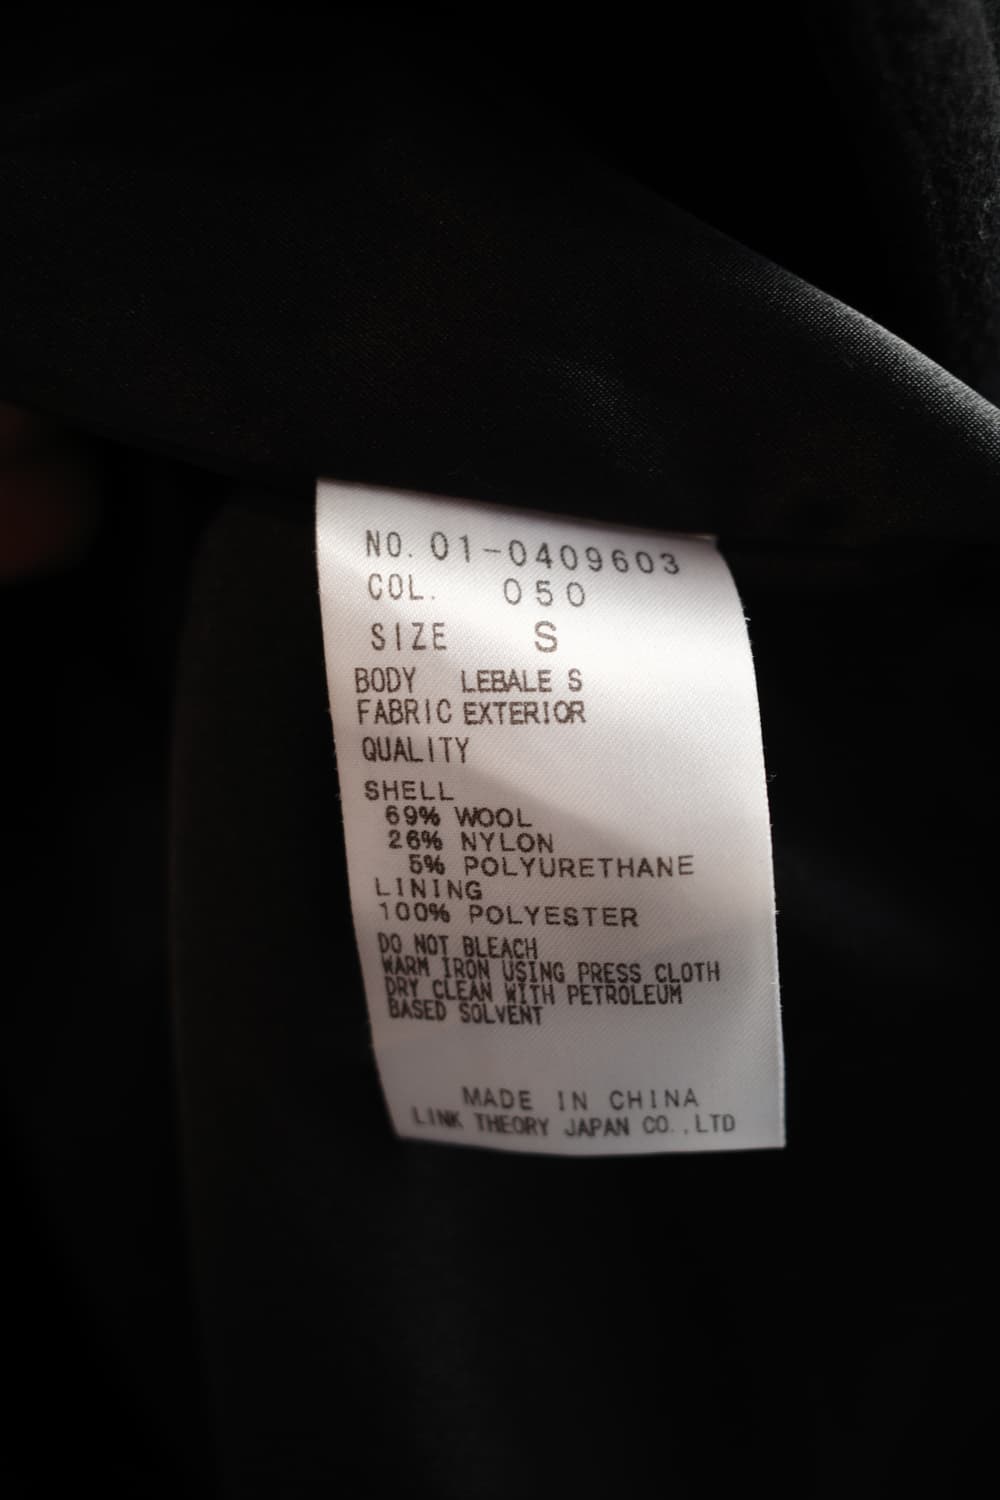 NO. 01-0409603
COL. 050
SIZE S
BODY LEBALE S
FABRIC EXTERIOR
QUALITY
SHELL
69% WOOL
26% NYLON
5% POLYURETHANE
LINING
100% POLYESTER
DO NOT BLEACH
WARM IRON USING PRESS CLOTH
DRY CLEAN WITH PETROLEUM
BASED SOLVENT
MADE IN CHINA
LINK THEORY JAPAN CO.,LTD